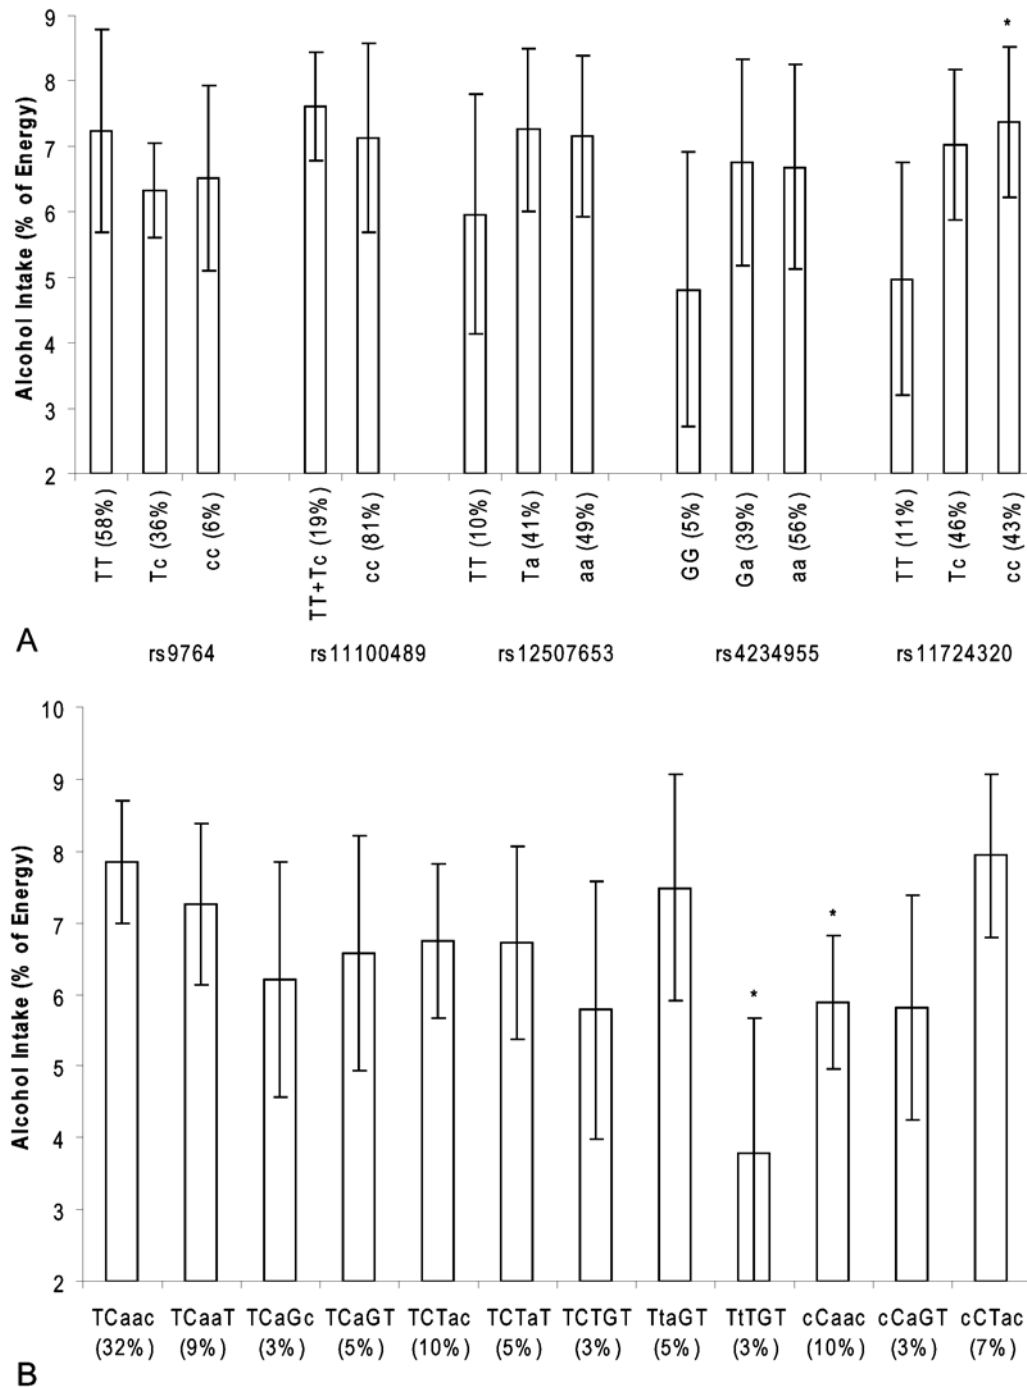 9
8
7
6
5
4
3
2
Alcohol Intake (% of Energy)
*
TT (58%)
Tc (36%)
cc (6%)
TT+Tc (19%)
cc (81%)
TT (10%)
Ta (41%)
aa (49%)
GG (5%)
Ga (39%)
aa (56%)
TT (11%)
Tc (46%)
cc (43%)
A
rs9764 rs11100489 rs12507653 rs4234955 rs11724320
10
9
8
7
6
5
4
3
2
Alcohol Intake (% of Energy)
*
*
TCaac TCaaT TCaGc TCaGT TCTac TCTaT TCTGT TtaGT TtTGT cCaac cCaGT cCTac
(32%) (9%) (3%) (5%) (10%) (5%) (3%) (5%) (3%) (10%) (3%) (7%)
B